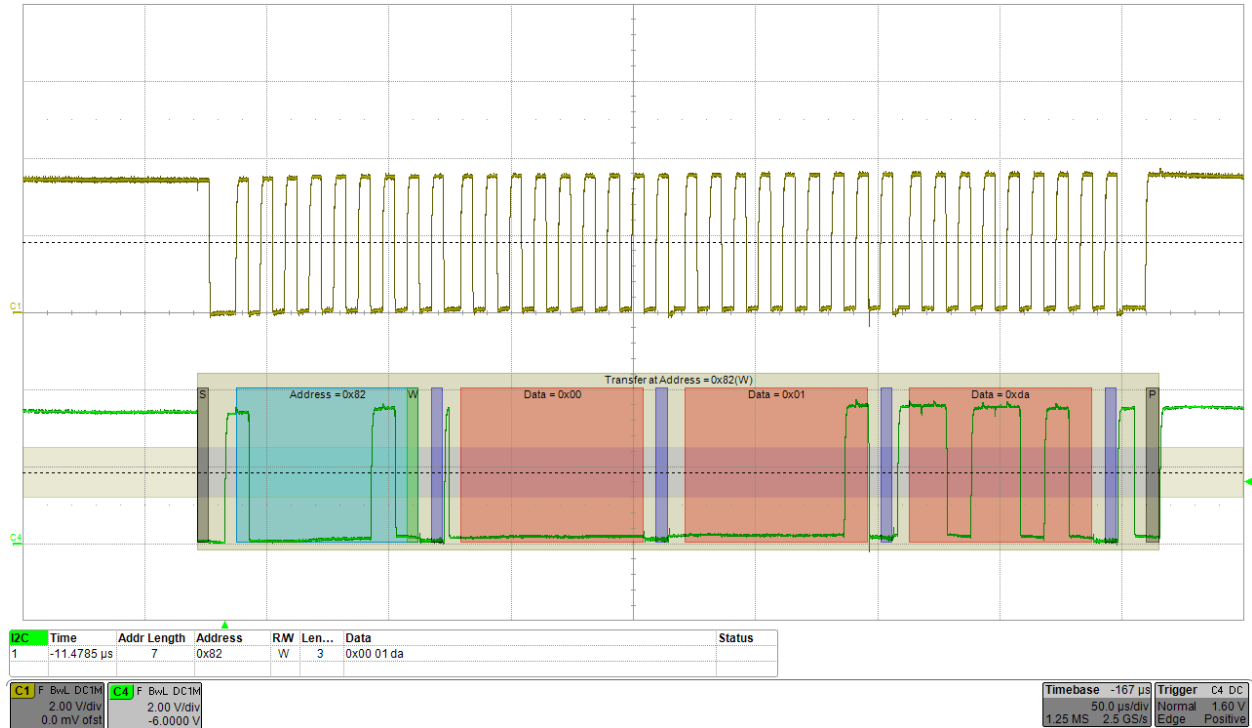 C1
Transfer at Address = 0x82(W)
S Address = 0x82 W Data = 0x00 Data = 0x01 Data = 0xda P
C4
I2C Time Addr Length Address R/W Len... Data Status
1 -11.4785 µs 7 0x82 W 3 0x00 01 da
C1 F BwL DC1M
2.00 V/div
0.0 mV ofst
C4 F BwL DC1M
2.00 V/div
-6.0000 V
Timebase -167 µs
50.0 µs/div
1.25 MS 2.5 GS/s
Trigger C4 DC
Normal 1.60 V
Edge Positive